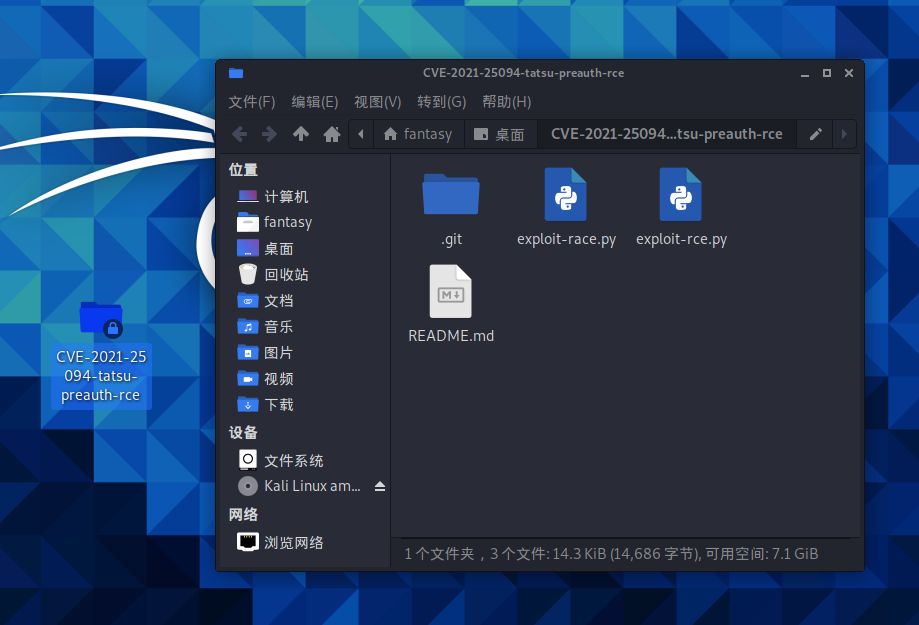 CVE-2021-25094-tatsu-preauth-rce
文件(F) 编辑(E) 视图(V) 转到(G) 帮助(H)
fantasy 桌面 CVE-2021-25094...tsu-preauth-rce
位置
计算机
fantasy
桌面
回收站
文档
音乐
图片
视频
下载
设备
文件系统
Kali Linux am...
网络
浏览网络
.git
exploit-race.py
exploit-rce.py
README.md
1 个文件夹，3 个文件: 14.3 KiB (14,686 字节), 可用空间: 7.1 GiB
CVE-2021-25
094-tatsu-
preauth-rce